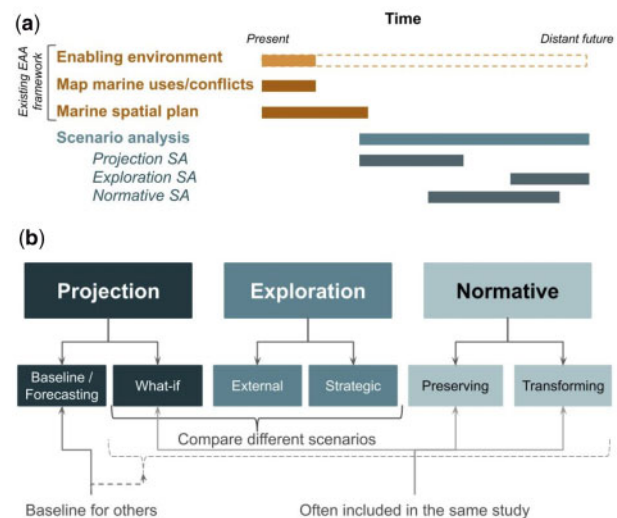 (a)
Time
Present
Distant future
Existing EAA
framework
Enabling environment
Map marine uses/conflicts
Marine spatial plan
Scenario analysis
Projection SA
Exploration SA
Normative SA
(b)
Projection
Exploration
Normative
Baseline /
Forecasting
What-if
External
Strategic
Preserving
Transforming
Compare different scenarios
Baseline for others
Often included in the same study